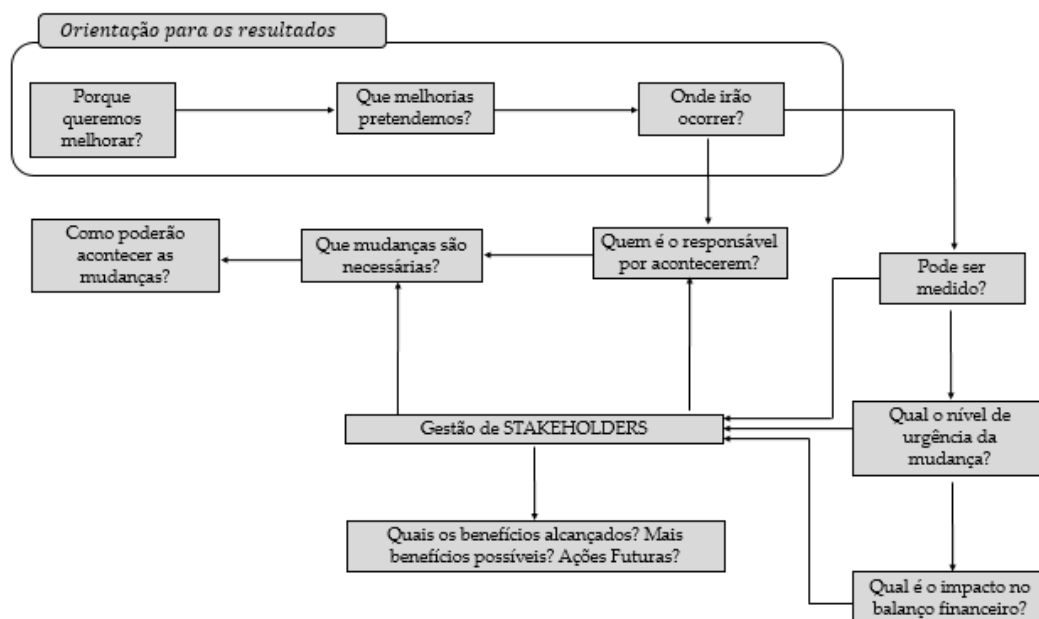 Orientação para os resultados
Porque
queremos
melhorar?
Que melhorias
pretendemos?
Onde irão
ocorrer?
Como poderão
acontecer as
mudanças?
Que mudanças são
necessárias?
Quem é o responsável
por acontecerem?
Pode ser
medido?
Gestão de STAKEHOLDERS
Qual o nível de
urgência da
mudança?
Quais os benefícios alcançados? Mais
benefícios possíveis? Ações Futuras?
Qual é o impacto no
balanço financeiro?